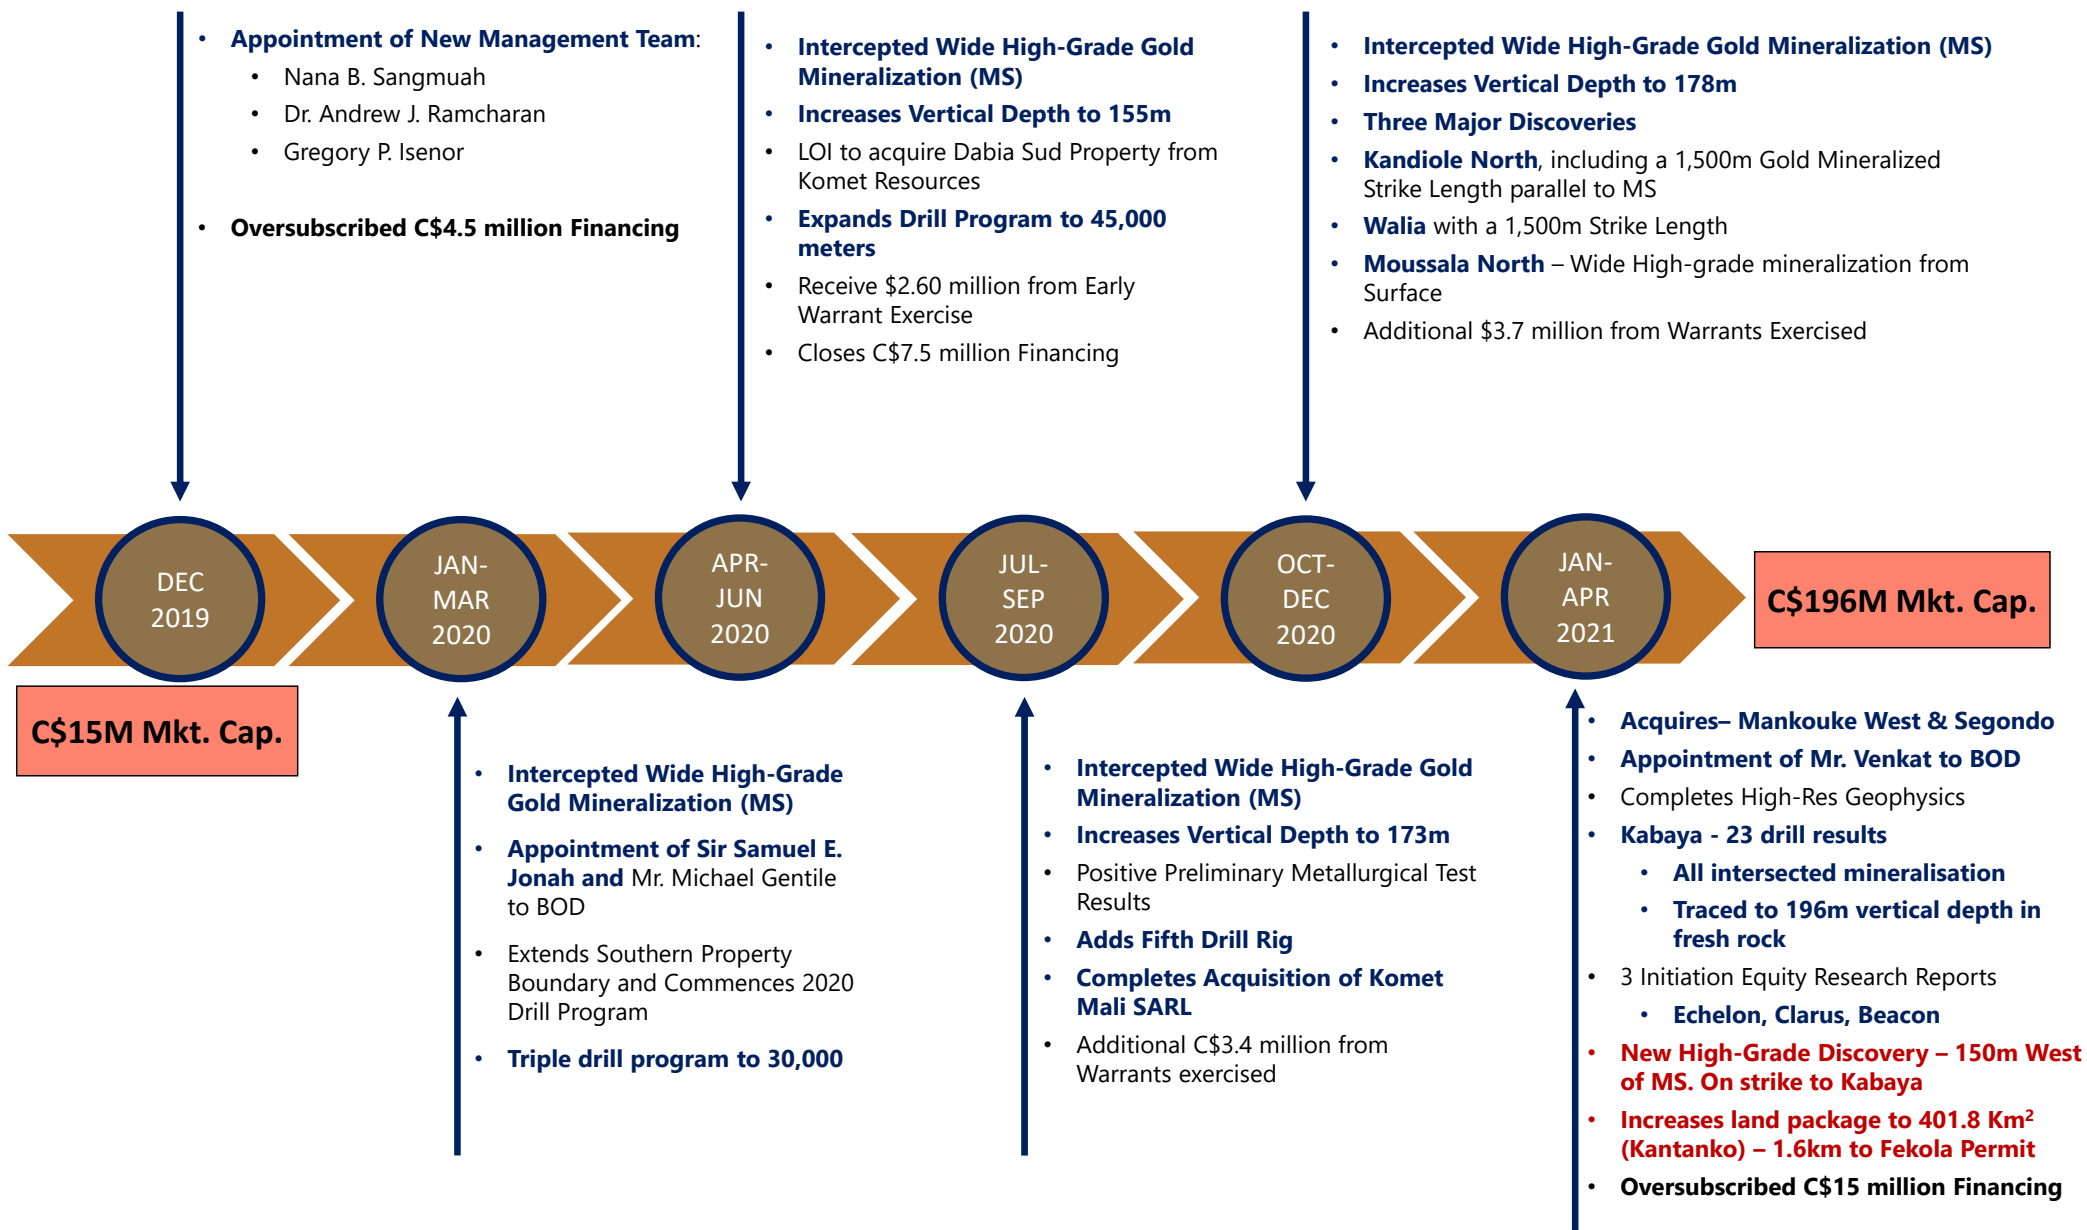 • Appointment of New Management Team:
• Nana B. Sangmuah
• Dr. Andrew J. Ramcharan
• Gregory P. Isenor
• Oversubscribed C$4.5 million Financing
• Intercepted Wide High-Grade Gold
Mineralization (MS)
• Increases Vertical Depth to 155m
• LOI to acquire Dabia Sud Property from
Komet Resources
• Expands Drill Program to 45,000
meters
• Receive $2.60 million from Early
Warrant Exercise
• Closes C$7.5 million Financing
• Intercepted Wide High-Grade Gold Mineralization (MS)
• Increases Vertical Depth to 178m
• Three Major Discoveries
• Kandiole North, including a 1,500m Gold Mineralized
Strike Length parallel to MS
• Walia with a 1,500m Strike Length
• Moussala North – Wide High-grade mineralization from
Surface
• Additional $3.7 million from Warrants Exercised
DEC
2019
JAN-
MAR
2020
APR-
JUN
2020
JUL-
SEP
2020
OCT-
DEC
2020
JAN-
APR
2021
C$196M Mkt. Cap.
C$15M Mkt. Cap.
• Intercepted Wide High-Grade
Gold Mineralization (MS)
• Appointment of Sir Samuel E.
Jonah and Mr. Michael Gentile
to BOD
• Extends Southern Property
Boundary and Commences 2020
Drill Program
• Triple drill program to 30,000
• Intercepted Wide High-Grade Gold
Mineralization (MS)
• Increases Vertical Depth to 173m
• Positive Preliminary Metallurgical Test
Results
• Adds Fifth Drill Rig
• Completes Acquisition of Komet
Mali SARL
• Additional C$3.4 million from
Warrants exercised
• Acquires– Mankouke West & Segondo
• Appointment of Mr. Venkat to BOD
• Completes High-Res Geophysics
• Kabaya - 23 drill results
• All intersected mineralisation
• Traced to 196m vertical depth in
fresh rock
• 3 Initiation Equity Research Reports
• Echelon, Clarus, Beacon
• New High-Grade Discovery – 150m West
of MS. On strike to Kabaya
• Increases land package to 401.8 Km²
(Kantanko) – 1.6km to Fekola Permit
• Oversubscribed C$15 million Financing